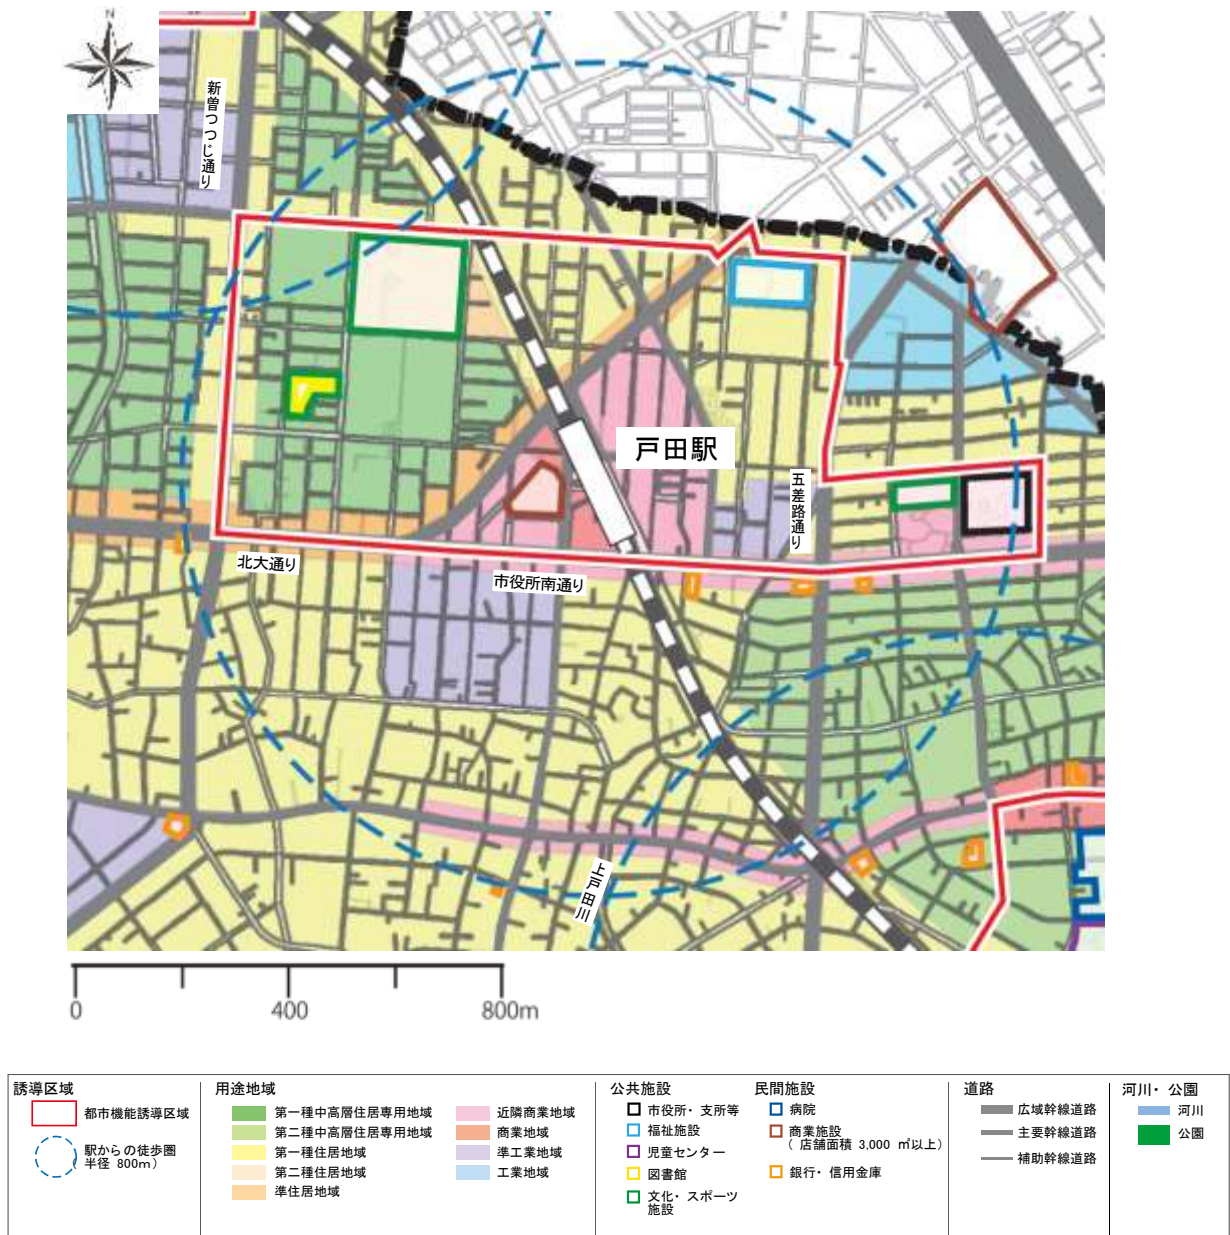 N
新曽つつじ通り
戸田駅
五差路通り
北大通り
市役所南通り
上戸田川
0
400
800m
誘導区域
都市機能誘導区域
駅からの徒歩圏
半径 800m)
用途地域
第一種中高層住居専用地域
第二種中高層住居専用地域
第一種住居地域
第二種住居地域
準住居地域
近隣商業地域
商業地域
準工業地域
工業地域
公共施設
市役所・支所等
福祉施設
児童センター
図書館
文化・スポーツ
施設
民間施設
病院
商業施設
(店舗面積 3,000 ㎡以上)
銀行・信用金庫
道路
広域幹線道路
主要幹線道路
補助幹線道路
河川・公園
河川
公園